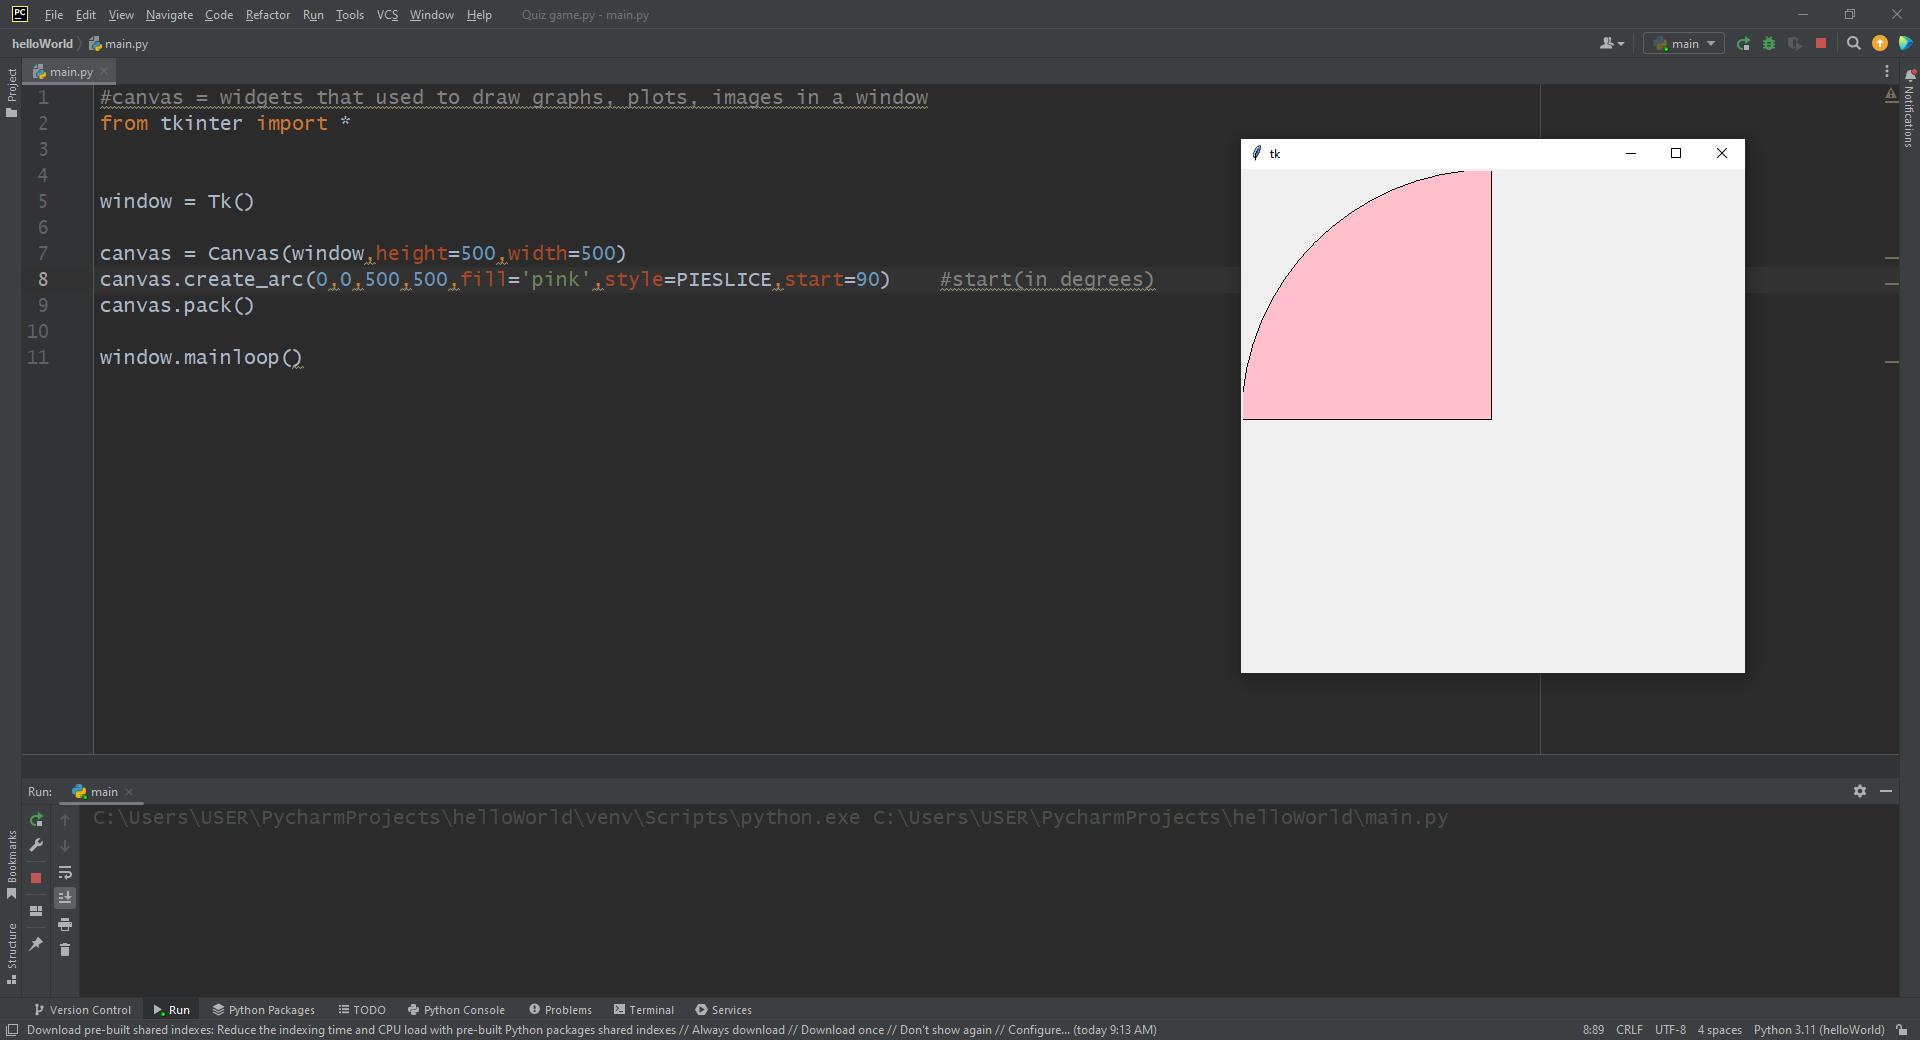 PC File Edit View Navigate Code Refactor Run Tools VCS Window Help Quiz game.py - main.py
helloWorld main.py main
main.py
Project
Notifications
1 #canvas = widgets that used to draw graphs, plots, images in a window
2 from tkinter import *
3
4
5 window = Tk()
6
7 canvas = Canvas(window,height=500,width=500)
8 canvas.create_arc(0,0,500,500,fill='pink',style=PIESLICE,start=90) #start(in degrees)
9 canvas.pack()
10
11 window.mainloop()
tk
Run: main
C:\Users\USER\PycharmProjects\helloWorld\venv\Scripts\python.exe C:\Users\USER\PycharmProjects\helloWorld\main.py
Bookmarks
Structure
Version Control Run Python Packages TODO Python Console Problems Terminal Services
Download pre-built shared indexes: Reduce the indexing time and CPU load with pre-built Python packages shared indexes // Always download // Download once // Don't show again // Configure... (today 9:13 AM) 8:89 CRLF UTF-8 4 spaces Python 3.11 (helloWorld)